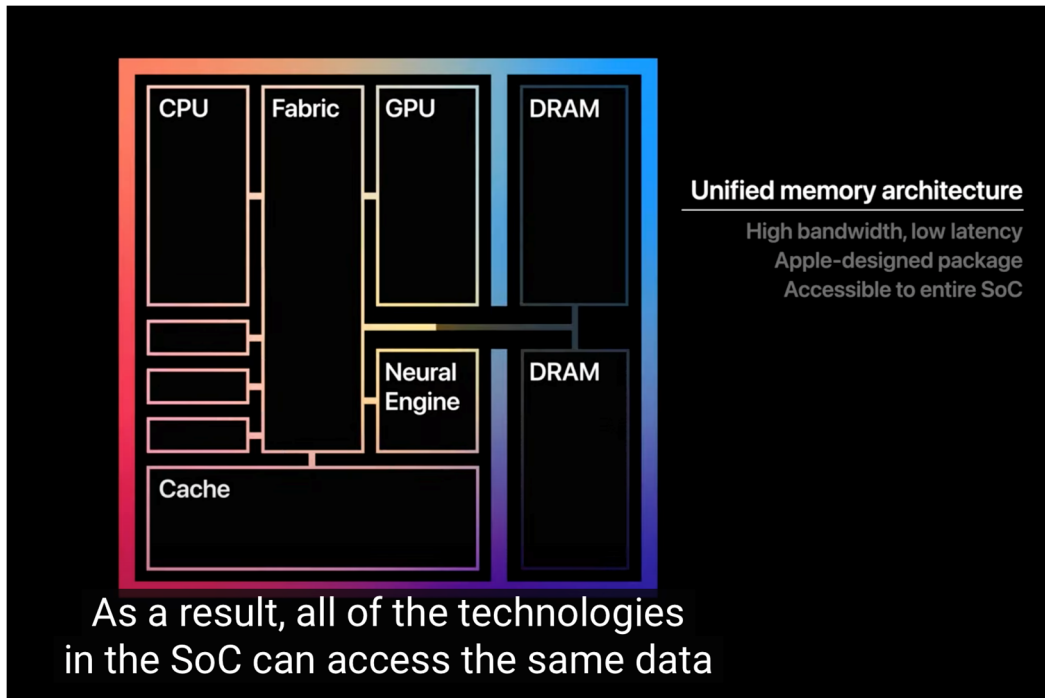 CPU
Fabric
GPU
DRAM
Unified memory architecture
High bandwidth, low latency
Apple-designed package
Accessible to entire SoC
Neural
Engine
DRAM
Cache
As a result, all of the technologies
in the SoC can access the same data